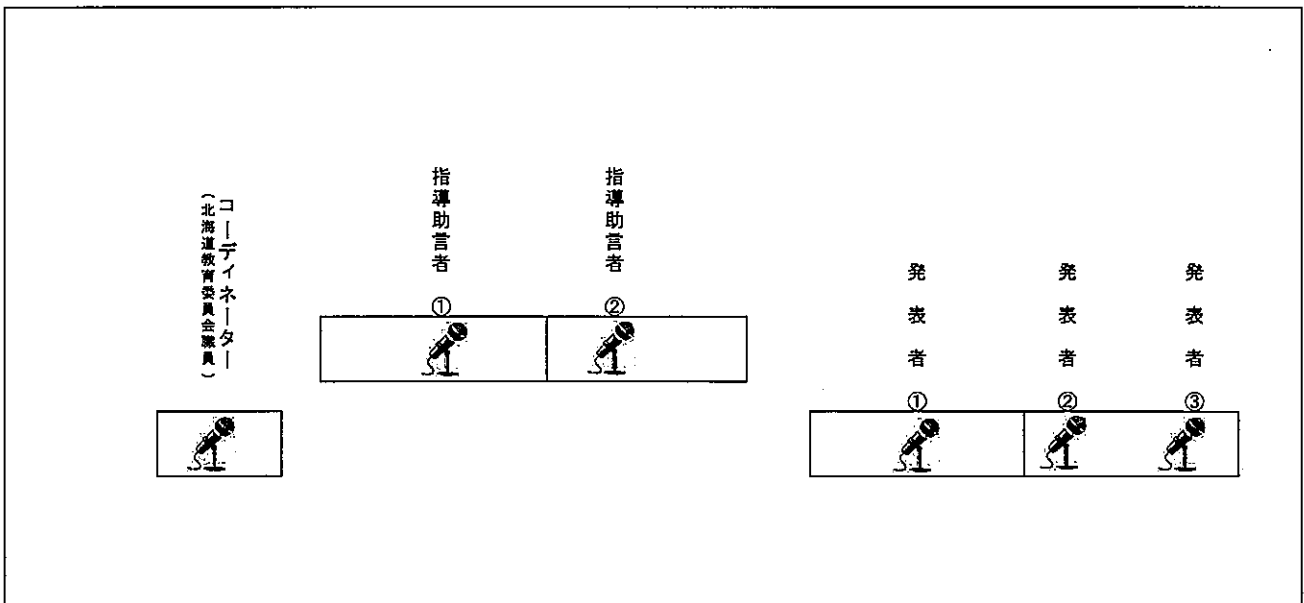 コーディネーター
（北海道教育委員会職員）
指導助言者 ①
指導助言者 ②
発表者 ①
発表者 ②
発表者 ③